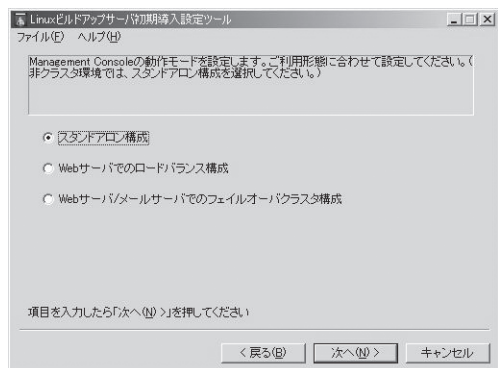 Linuxビルドアップサーバ初期導入設定ツール
ファイル(F) ヘルプ(H)
Management Consoleの動作モードを設定します。ご利用形態に合わせて設定してください。(
非クラスタ環境では、スタンドアロン構成を選択してください。)
スタンドアロン構成
Webサーバでのロードバランス構成
Webサーバ/メールサーバでのフェイルオーバクラスタ構成
項目を入力したら「次へ(N) >」を押してください
< 戻る(B) 次へ(N) > キャンセル